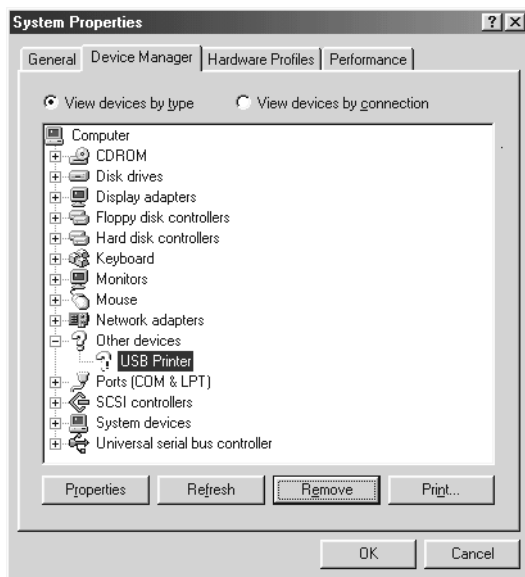 System Properties
General Device Manager Hardware Profiles Performance
View devices by type View devices by connection
Computer
CDROM
Disk drives
Display adapters
Floppy disk controllers
Hard disk controllers
Keyboard
Monitors
Mouse
Network adapters
Other devices
USB Printer
Ports (COM & LPT)
SCSI controllers
System devices
Universal serial bus controller
Properties Refresh Remove Print...
OK Cancel